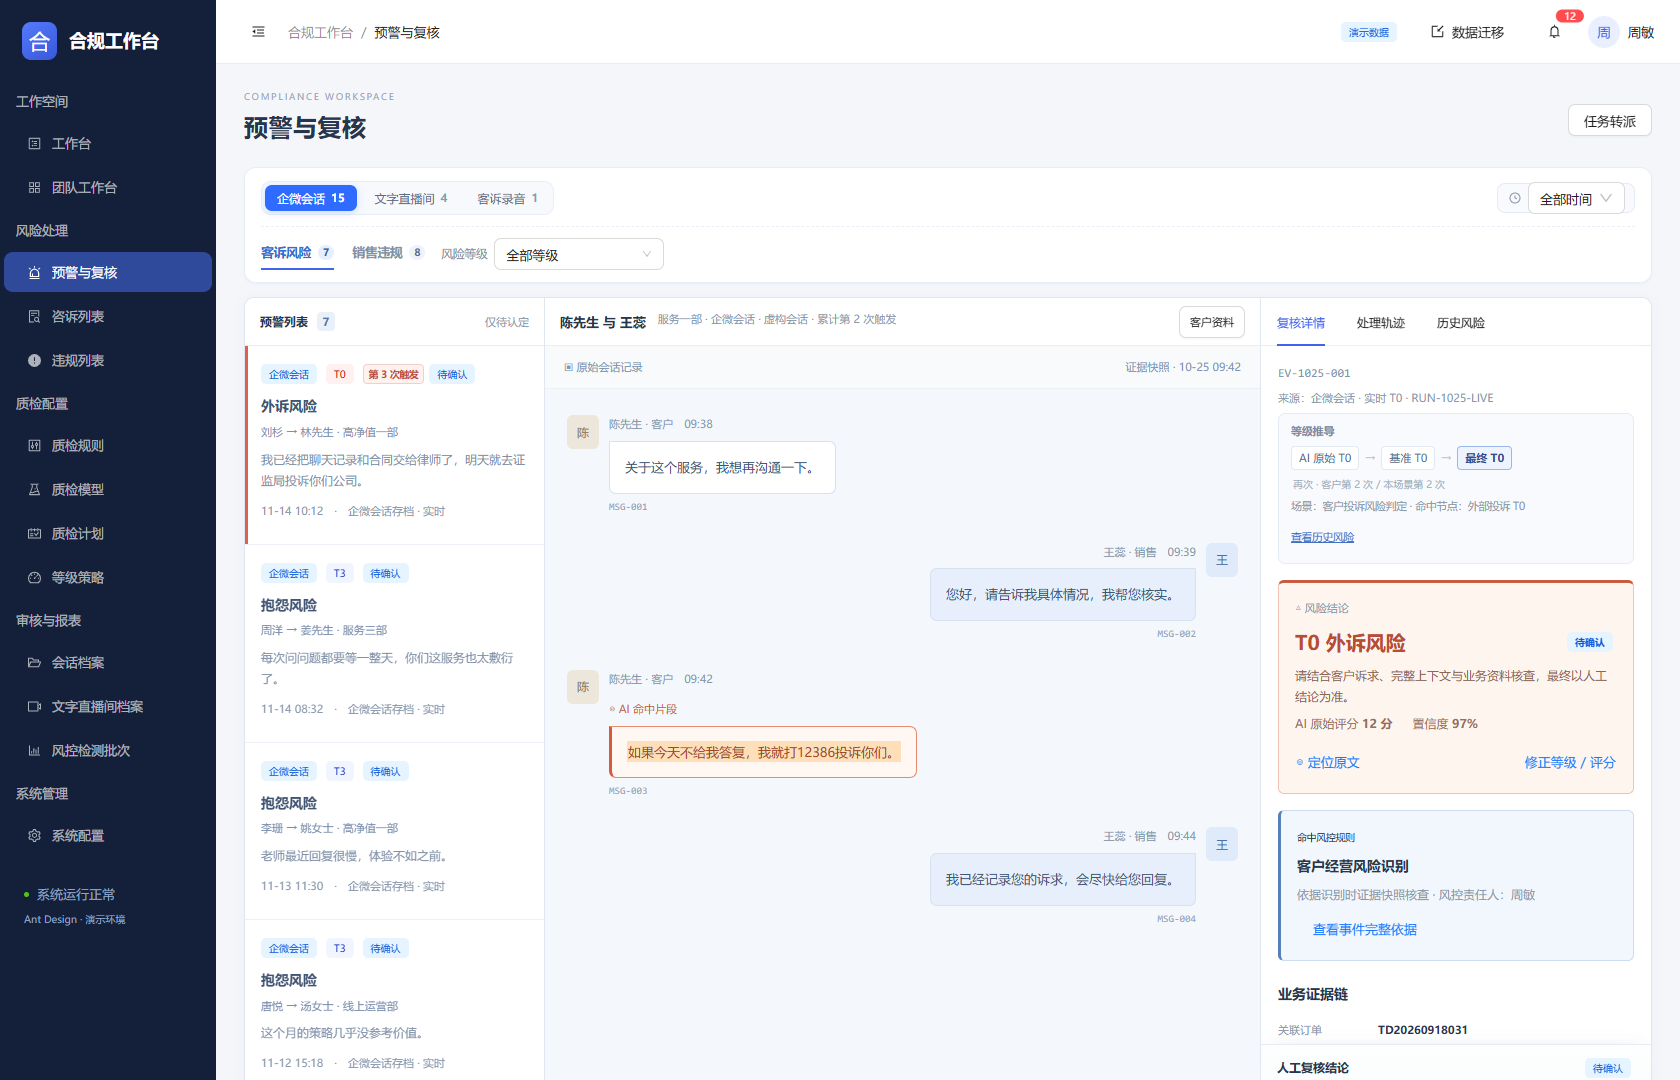 合 合规工作台
工作空间
工作台
团队工作台
风险处理
预警与复核
咨诉列表
违规列表
质检配置
质检规则
质检模型
质检计划
等级策略
审核与报表
会话档案
文字直播间档案
风控检测批次
系统管理
系统配置
系统运行正常
Ant Design · 演示环境
合规工作台 / 预警与复核
演示数据 数据迁移 12 周 周敏
COMPLIANCE WORKSPACE
预警与复核
任务转派
企微会话 15 文字直播间 4 客诉录音 1
全部时间
客诉风险 7 销售违规 8 风险等级 全部等级
预警列表 7 仅待认定
企微会话 T0 第 3 次触发 待确认
外诉风险
刘杉 → 林先生 · 高净值一部
我已经把聊天记录和合同交给律师了，明天就去证
监局投诉你们公司。
11-14 10:12 · 企微会话存档 · 实时
企微会话 T3 待确认
抱怨风险
周洋 → 姜先生 · 服务三部
每次问问题都要等一整天，你们这服务也太敷衍
了。
11-14 08:32 · 企微会话存档 · 实时
企微会话 T3 待确认
抱怨风险
李珊 → 姚女士 · 高净值一部
老师最近回复很慢，体验不如之前。
11-13 11:30 · 企微会话存档 · 实时
企微会话 T3 待确认
抱怨风险
唐悦 → 汤女士 · 线上运营部
这个月的策略几乎没参考价值。
11-12 15:18 · 企微会话存档 · 实时
陈先生 与 王蕊 服务一部 · 企微会话 · 虚构会话 · 累计第 2 次触发
客户资料
原始会话记录 证据快照 · 10-25 09:42
陈 陈先生 · 客户 09:38
关于这个服务，我想再沟通一下。
MSG-001
王蕊 · 销售 09:39 王
您好，请告诉我具体情况，我帮您核实。
MSG-002
陈 陈先生 · 客户 09:42
» AI 命中片段
如果今天不给我答复，我就打12386投诉你们。
MSG-003
王蕊 · 销售 09:44 王
我已经记录您的诉求，会尽快给您回复。
MSG-004
复核详情 处理轨迹 历史风险
EV-1025-001
来源：企微会话 · 实时 T0 · RUN-1025-LIVE
等级推导
AI 原始 T0 → 基准 T0 → 最终 T0
再次 · 客户第 2 次 / 本场景第 2 次
场景：客户投诉风险判定 · 命中节点：外部投诉 T0
查看历史风险
风险结论
T0 外诉风险 待确认
请结合客户诉求、完整上下文与业务资料核查，最终以人工
结论为准。
AI 原始评分 12 分 置信度 97%
定位原文 修正等级 / 评分
命中风控规则
客户经营风险识别
依据识别时证据快照核查 · 风控责任人：周敏
查看事件完整依据
业务证据链
关联订单 TD20260918031
人工复核结论 待确认